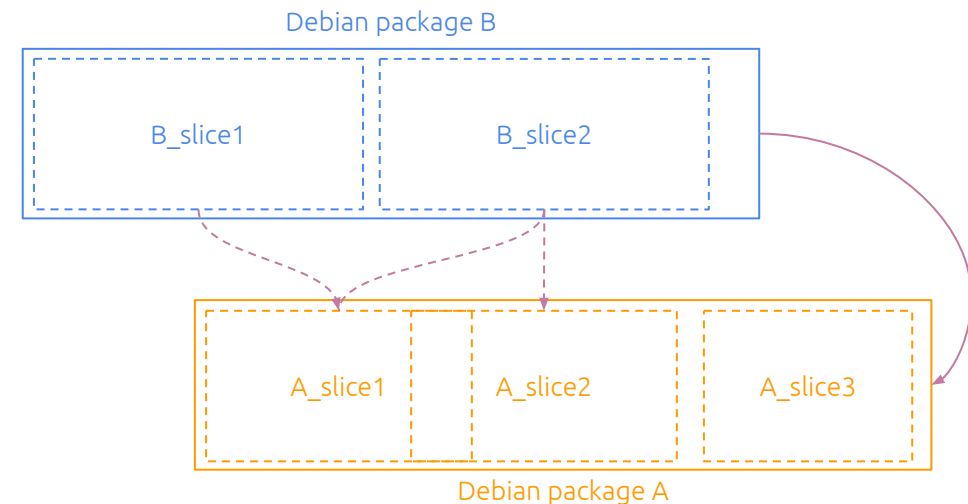 Debian package B
B_slice1
B_slice2
A_slice1
A_slice2
A_slice3
Debian package A